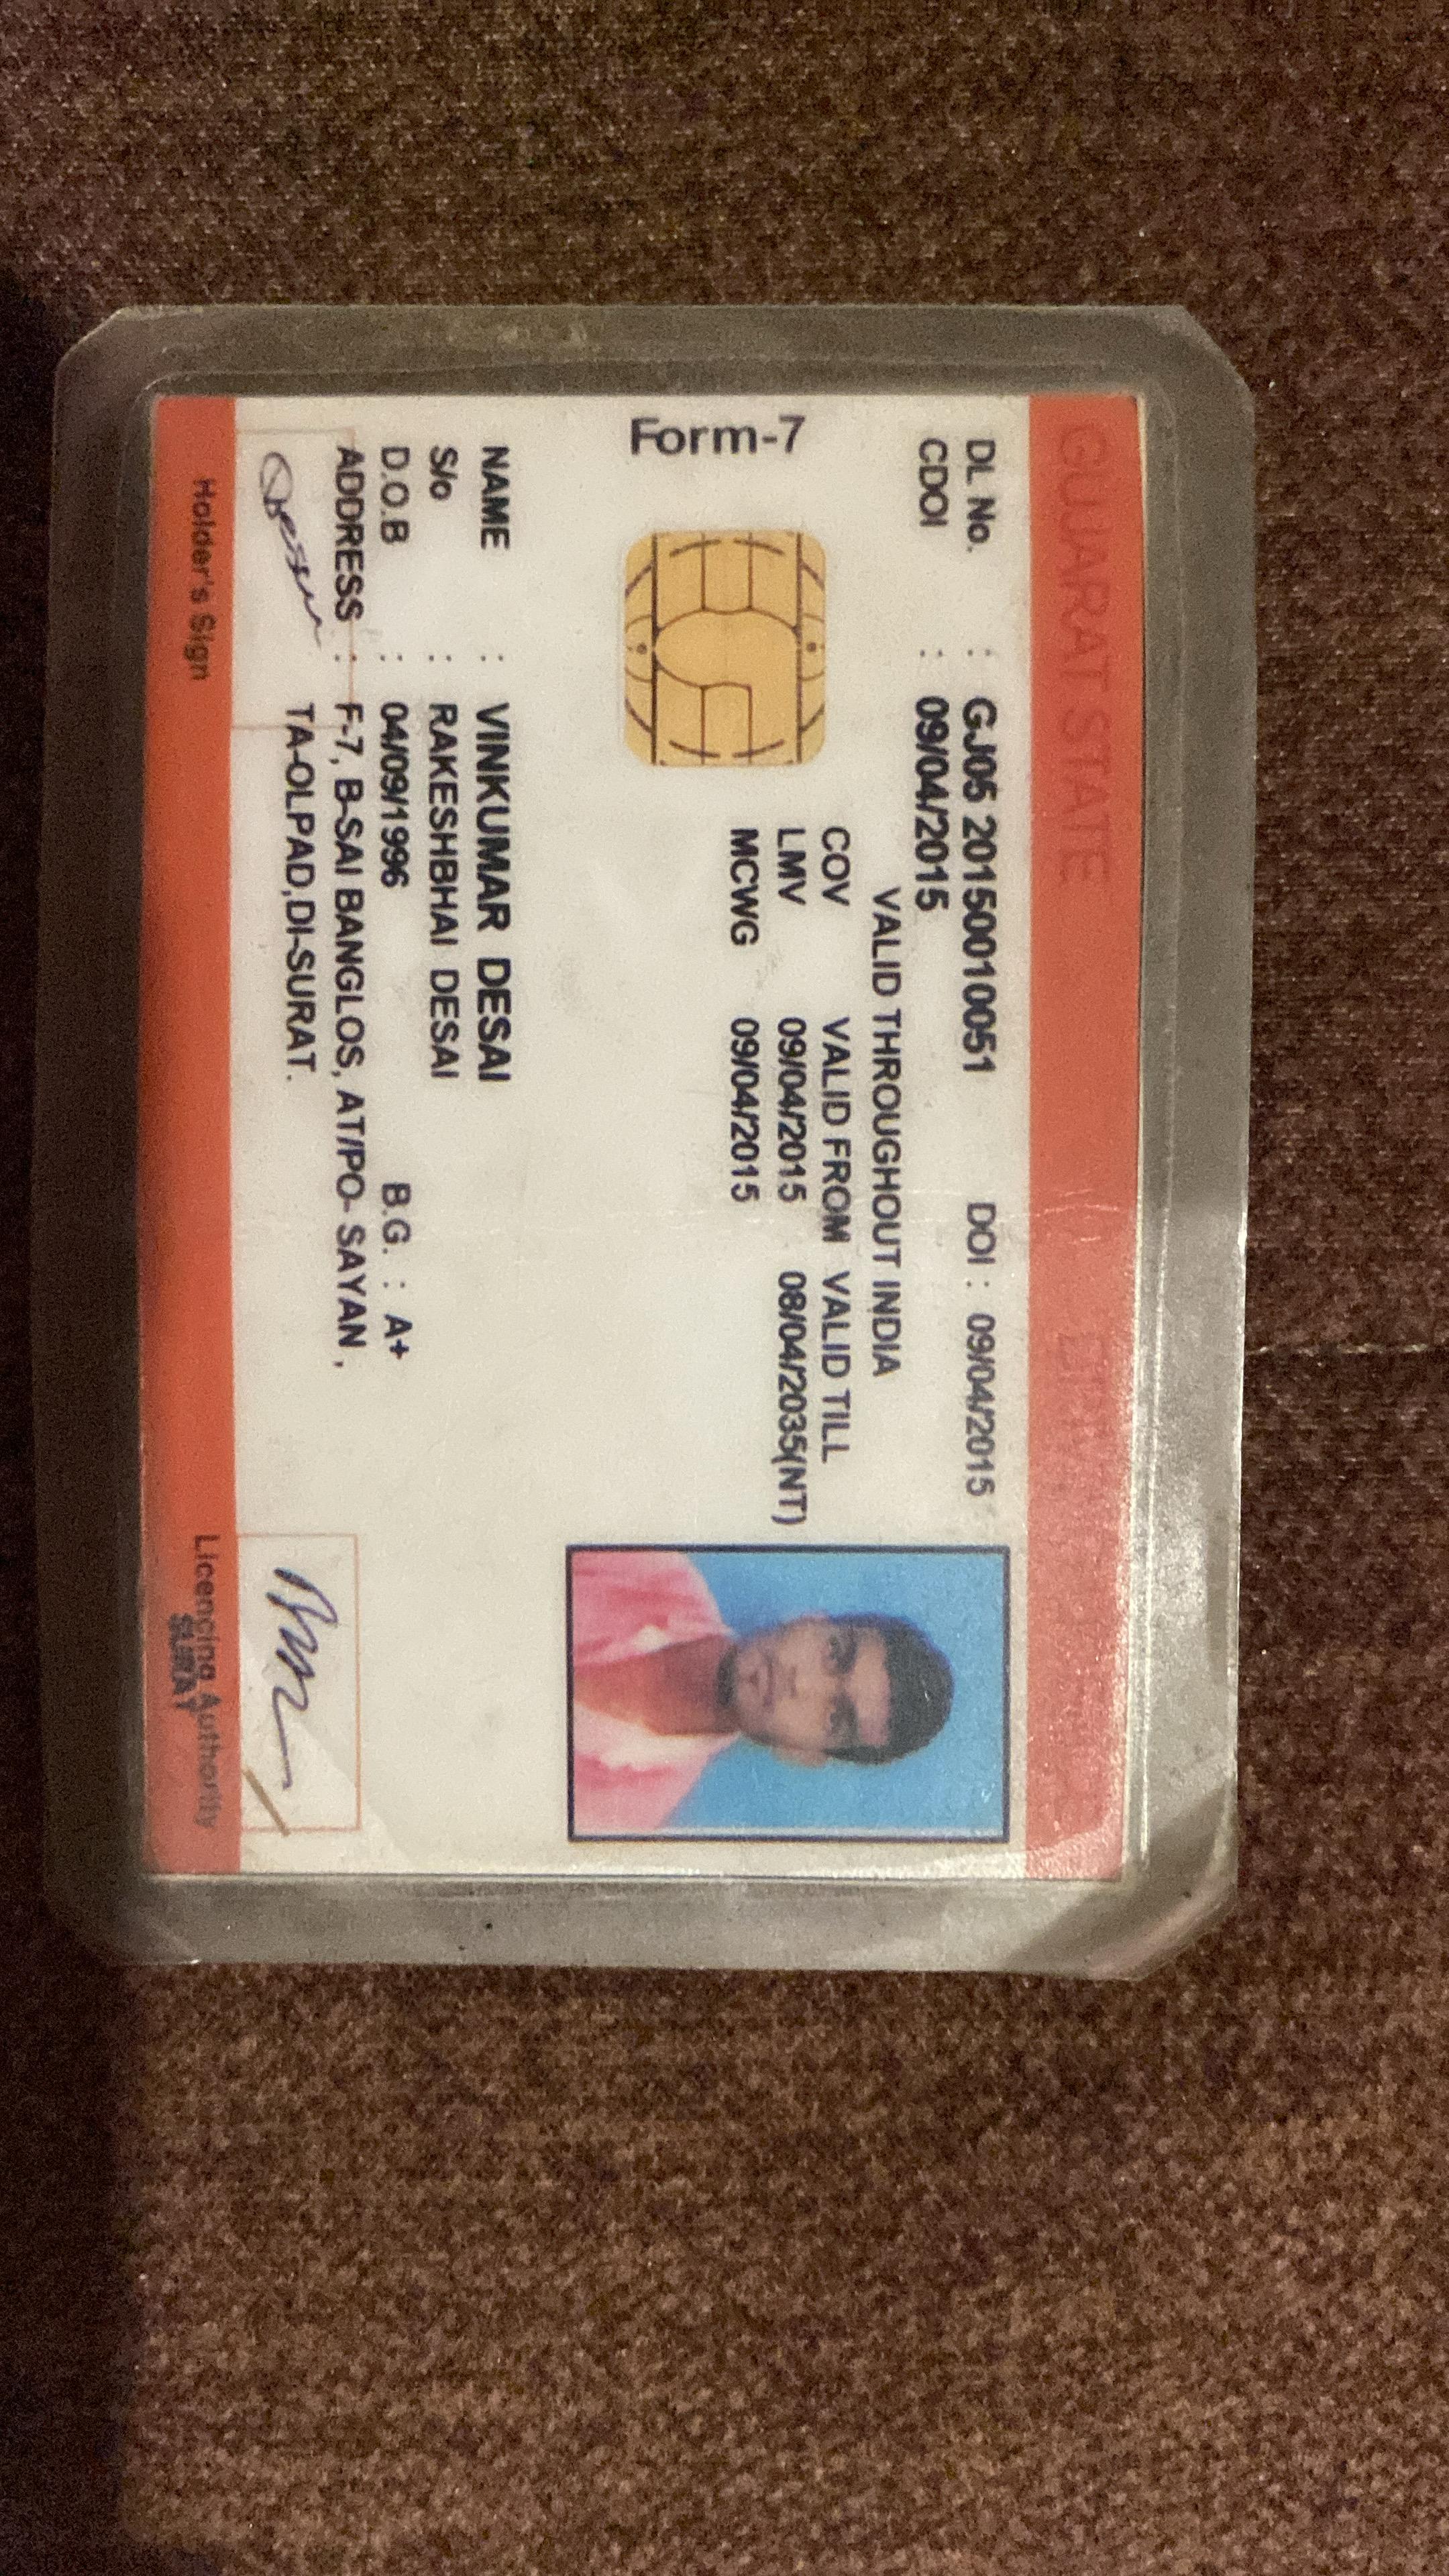 GUJARAT STATE
DL No. : GJ05 20150010051 DOI : 09/04/2015
CDOI : 09/04/2015
VALID THROUGHOUT INDIA
COV VALID FROM VALID TILL
LMV 09/04/2015 08/04/2035(NT)
MCWG 09/04/2015
Form-7
NAME : VINKUMAR DESAI
S/o : RAKESHBHAI DESAI
D.O.B : 04/09/1996 B.G. : A+
ADDRESS : F-7, B-SAI BANGLOS, AT/PO- SAYAN ,
TA-OLPAD,DI-SURAT.
Holder's Sign
Licencing Authority
SURAT